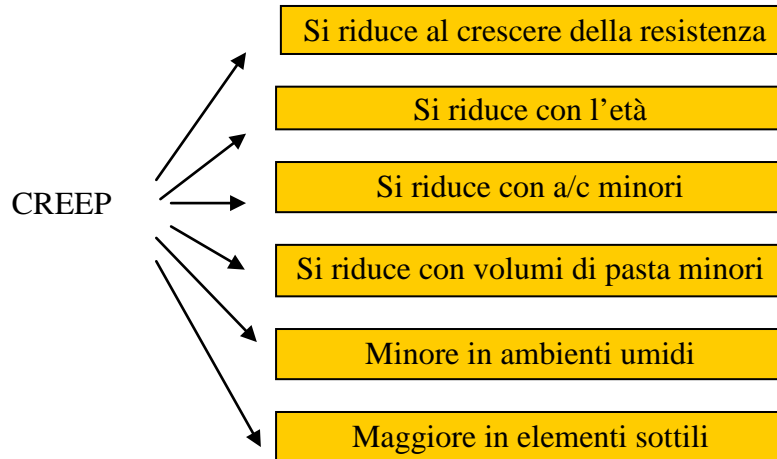 Si riduce al crescere della resistenza
Si riduce con l'età
CREEP
Si riduce con a/c minori
Si riduce con volumi di pasta minori
Minore in ambienti umidi
Maggiore in elementi sottili